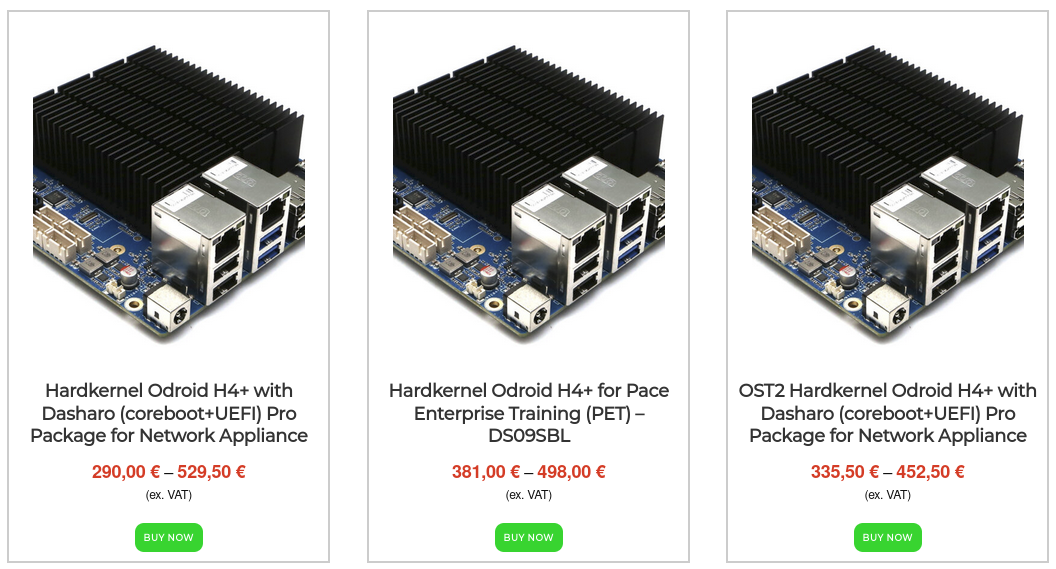 Hardkernel Odroid H4+ with
Dasharo (coreboot+UEFI) Pro
Package for Network Appliance
290,00 € – 529,50 €
(ex. VAT)
BUY NOW
Hardkernel Odroid H4+ for Pace
Enterprise Training (PET) –
DS09SBL
381,00 € – 498,00 €
(ex. VAT)
BUY NOW
OST2 Hardkernel Odroid H4+ with
Dasharo (coreboot+UEFI) Pro
Package for Network Appliance
335,50 € – 452,50 €
(ex. VAT)
BUY NOW